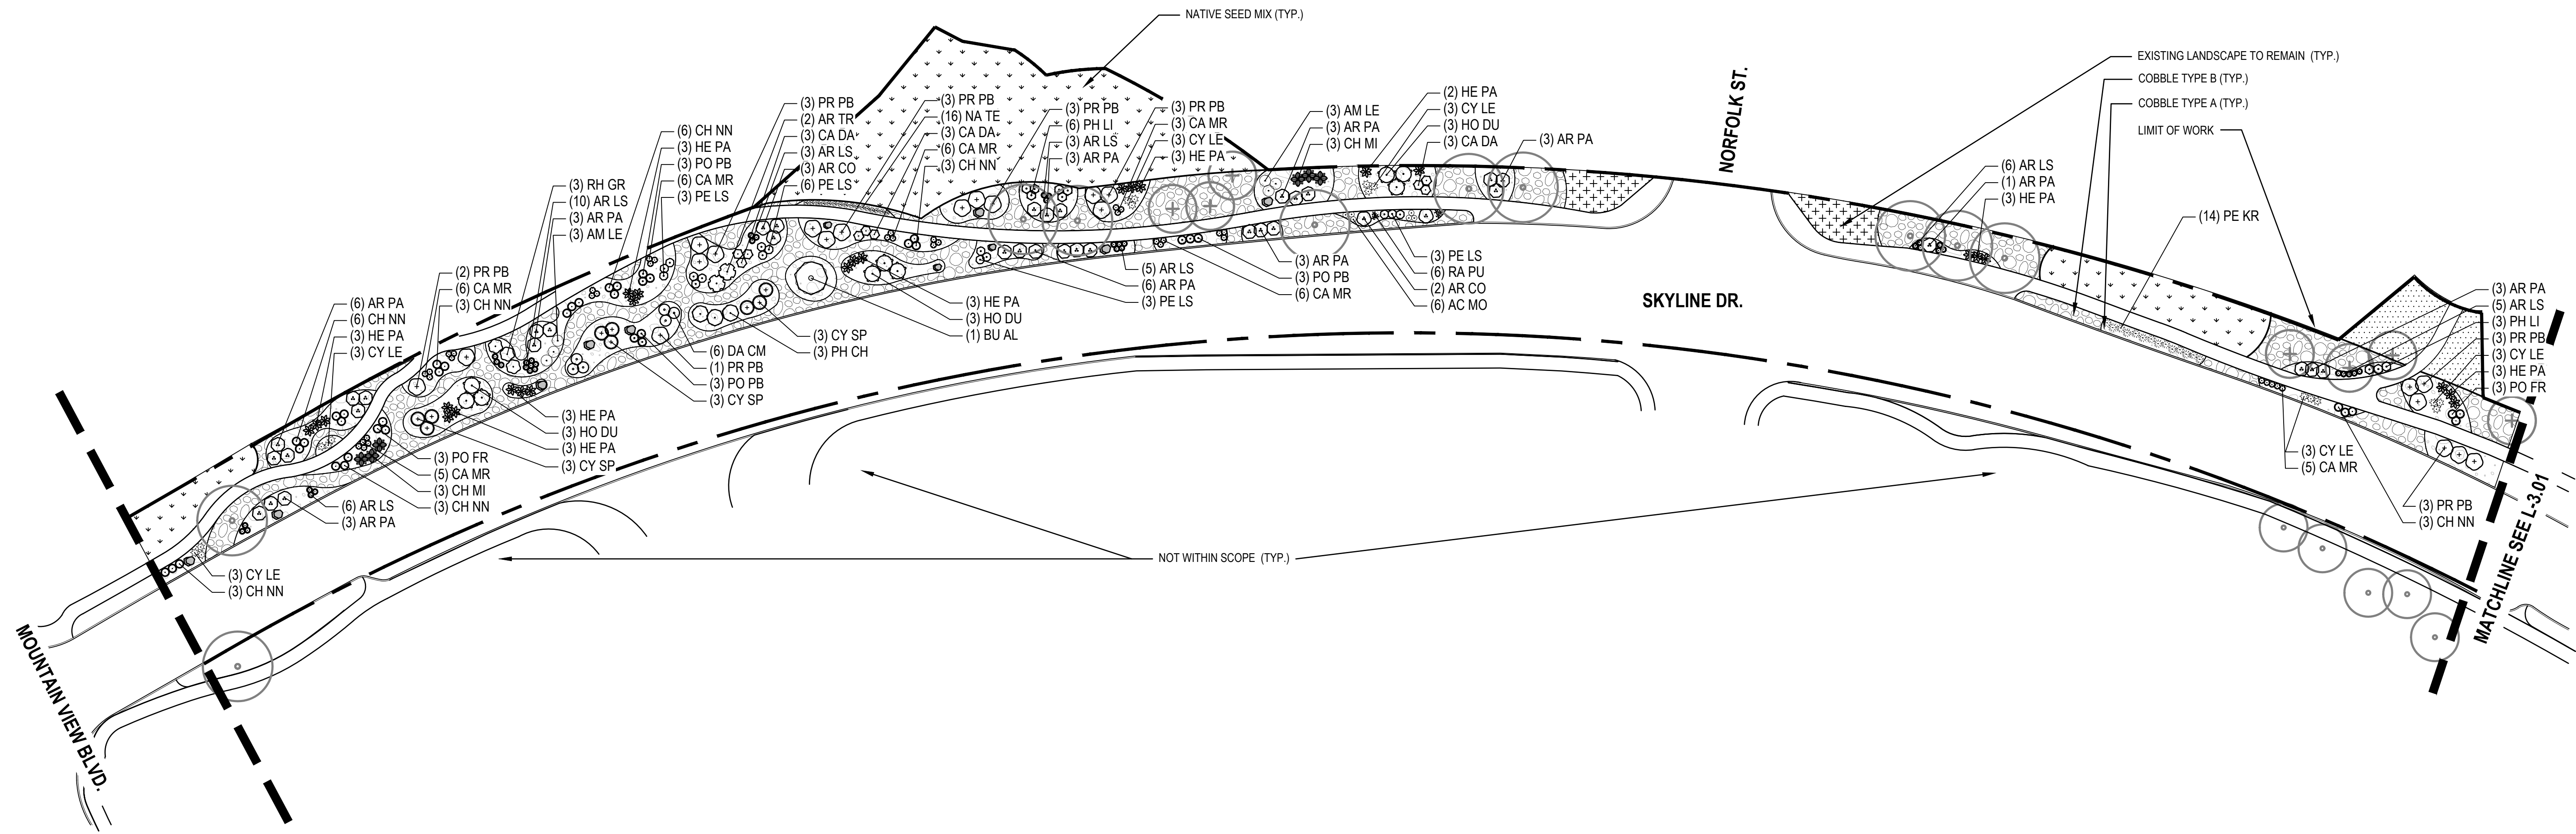 NATIVE SEED MIX (TYP.)
EXISTING LANDSCAPE TO REMAIN (TYP.)
COBBLE TYPE B (TYP.)
COBBLE TYPE A (TYP.)
LIMIT OF WORK
NORFOLK ST.
(6) AR PA
(6) CH NN
(3) HE PA
(3) CY LE
(2) PR PB
(6) CA MR
(3) CH NN
(3) RH GR
(10) AR LS
(3) AR PA
(3) AM LE
(6) CH NN
(3) HE PA
(3) PO PB
(6) CA MR
(3) PE LS
(3) PR PB
(2) AR TR
(3) CA DA
(3) AR LS
(3) AR CO
(6) PE LS
(3) PR PB
(16) NA TE
(3) CA DA
(6) CA MR
(3) CH NN
(3) PR PB
(6) PH LI
(3) AR LS
(3) AR PA
(3) PR PB
(3) CA MR
(3) CY LE
(3) HE PA
(3) AM LE
(3) AR PA
(3) CH MI
(2) HE PA
(3) CY LE
(3) HO DU
(3) CA DA
(3) AR PA
(6) AR LS
(1) AR PA
(3) HE PA
(14) PE KR
(3) AR PA
(5) AR LS
(3) PH LI
(3) PR PB
(3) CY LE
(3) HE PA
(3) PO FR
(3) CY LE
(5) CA MR
(3) PR PB
(3) CH NN
SKYLINE DR.
(3) PE LS
(6) RA PU
(2) AR CO
(6) AC MO
(3) AR PA
(3) PO PB
(6) CA MR
(5) AR LS
(6) AR PA
(3) PE LS
(3) HE PA
(3) HO DU
(1) BU AL
(3) CY SP
(3) PH CH
(6) DA CM
(1) PR PB
(3) PO PB
(3) CY SP
(3) HE PA
(3) HO DU
(3) HE PA
(3) CY SP
(3) PO FR
(5) CA MR
(3) CH MI
(3) CH NN
(6) AR LS
(3) AR PA
(3) CY LE
(3) CH NN
NOT WITHIN SCOPE (TYP.)
MOUNTAIN VIEW BLVD.
MATCHLINE SEE L-3.01